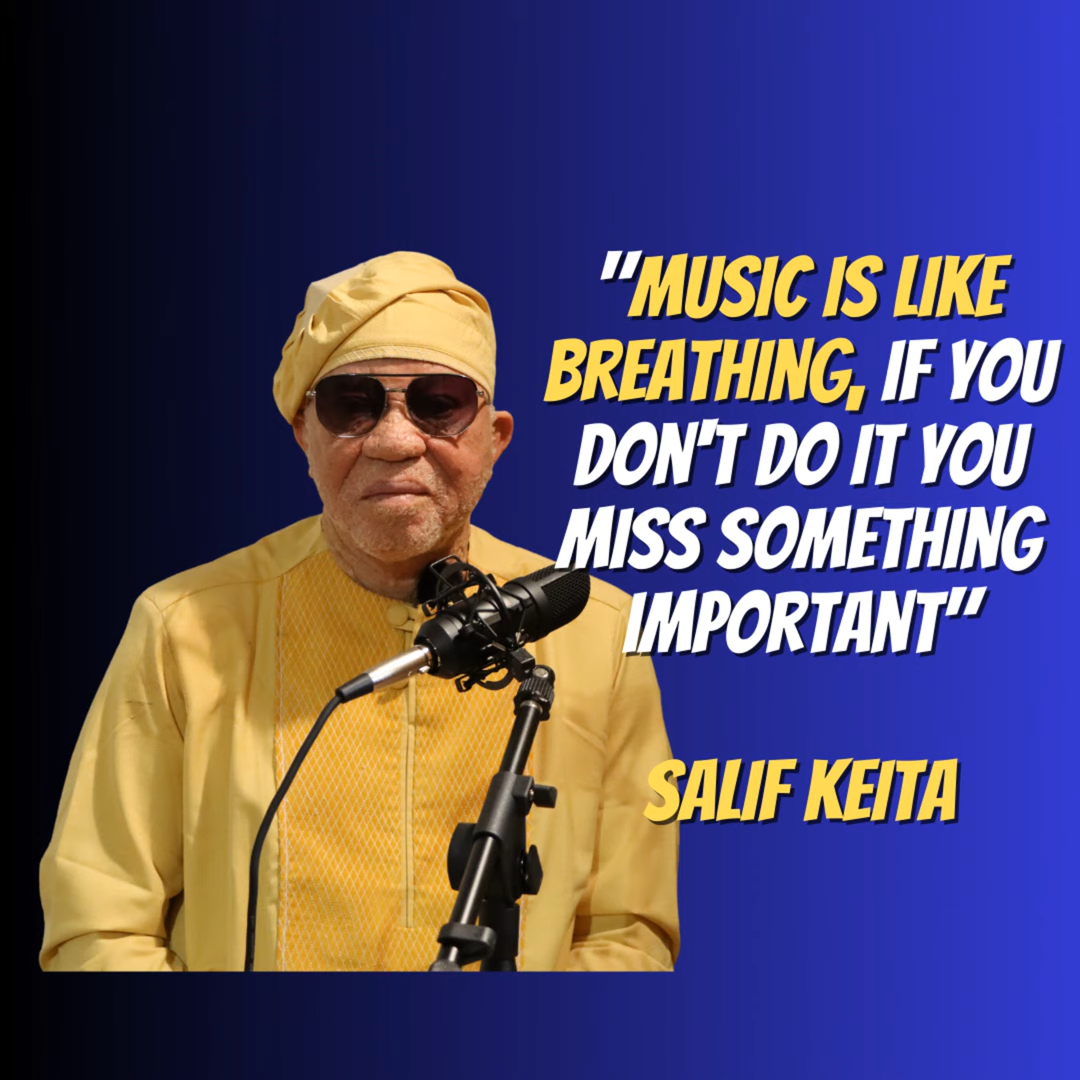 "MUSIC IS LIKE
BREATHING, IF YOU
DON'T DO IT YOU
MISS SOMETHING
IMPORTANT"
SALIF KEITA